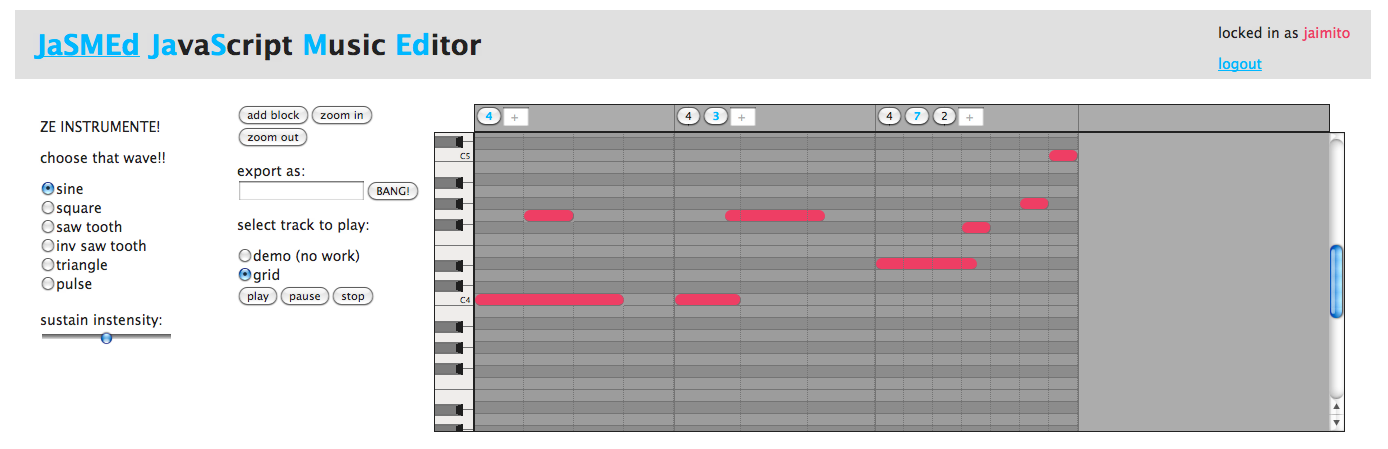 JaSMEd JavaScript Music Editor
locked in as jaimito
logout
ZE INSTRUMENTE!
choose that wave!!
sine
square
saw tooth
inv saw tooth
triangle
pulse
sustain instensity:
add block zoom in
zoom out
export as:
BANG!
select track to play:
demo (no work)
grid
play pause stop
4 + 4 3 + 4 7 2 +
C5
C4